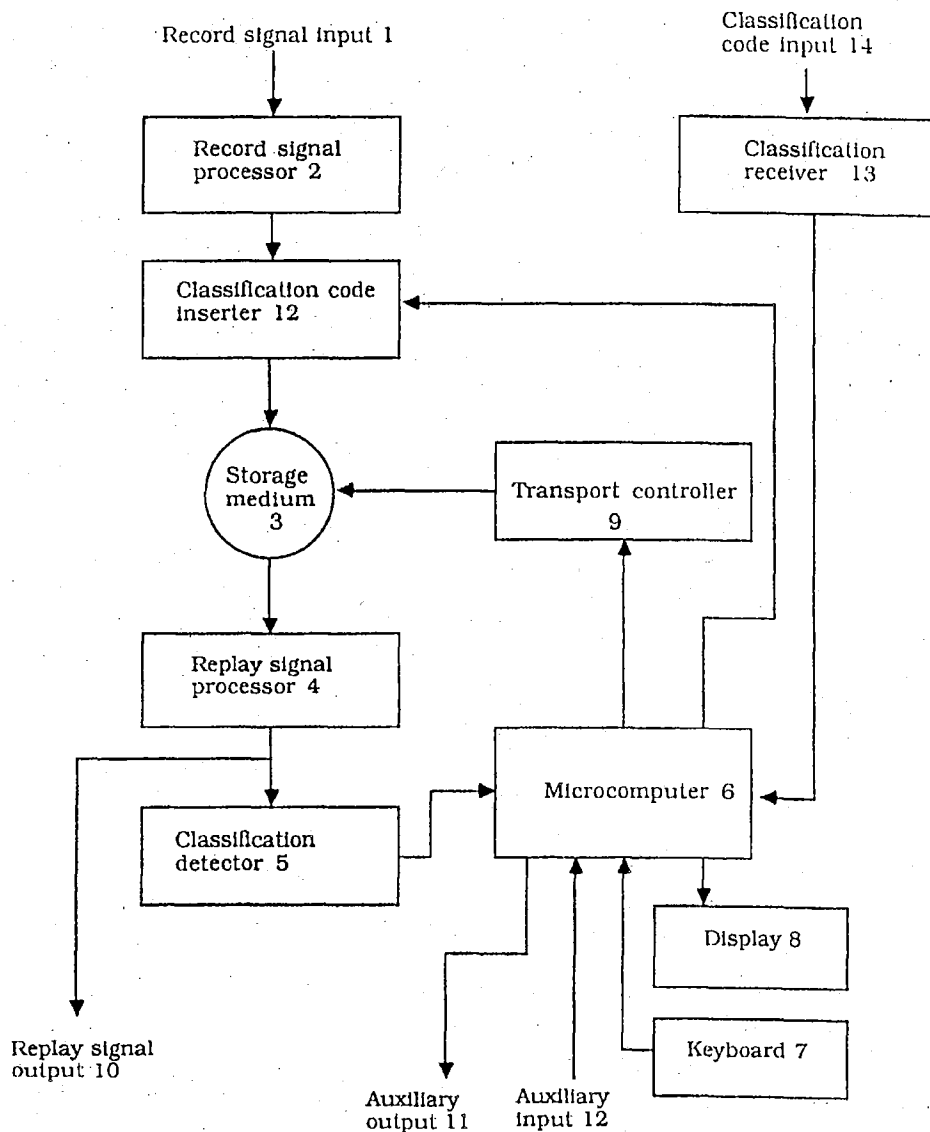 Record signal input 1
Classification
code input 14
Record signal
processor 2
Classification
receiver 13
Classification code
inserter 12
Storage
medium
3
Transport controller
9
Replay signal
processor 4
Microcomputer 6
Classification
detector 5
Display 8
Keyboard 7
Replay signal
output 10
Auxiliary
output 11
Auxiliary
input 12